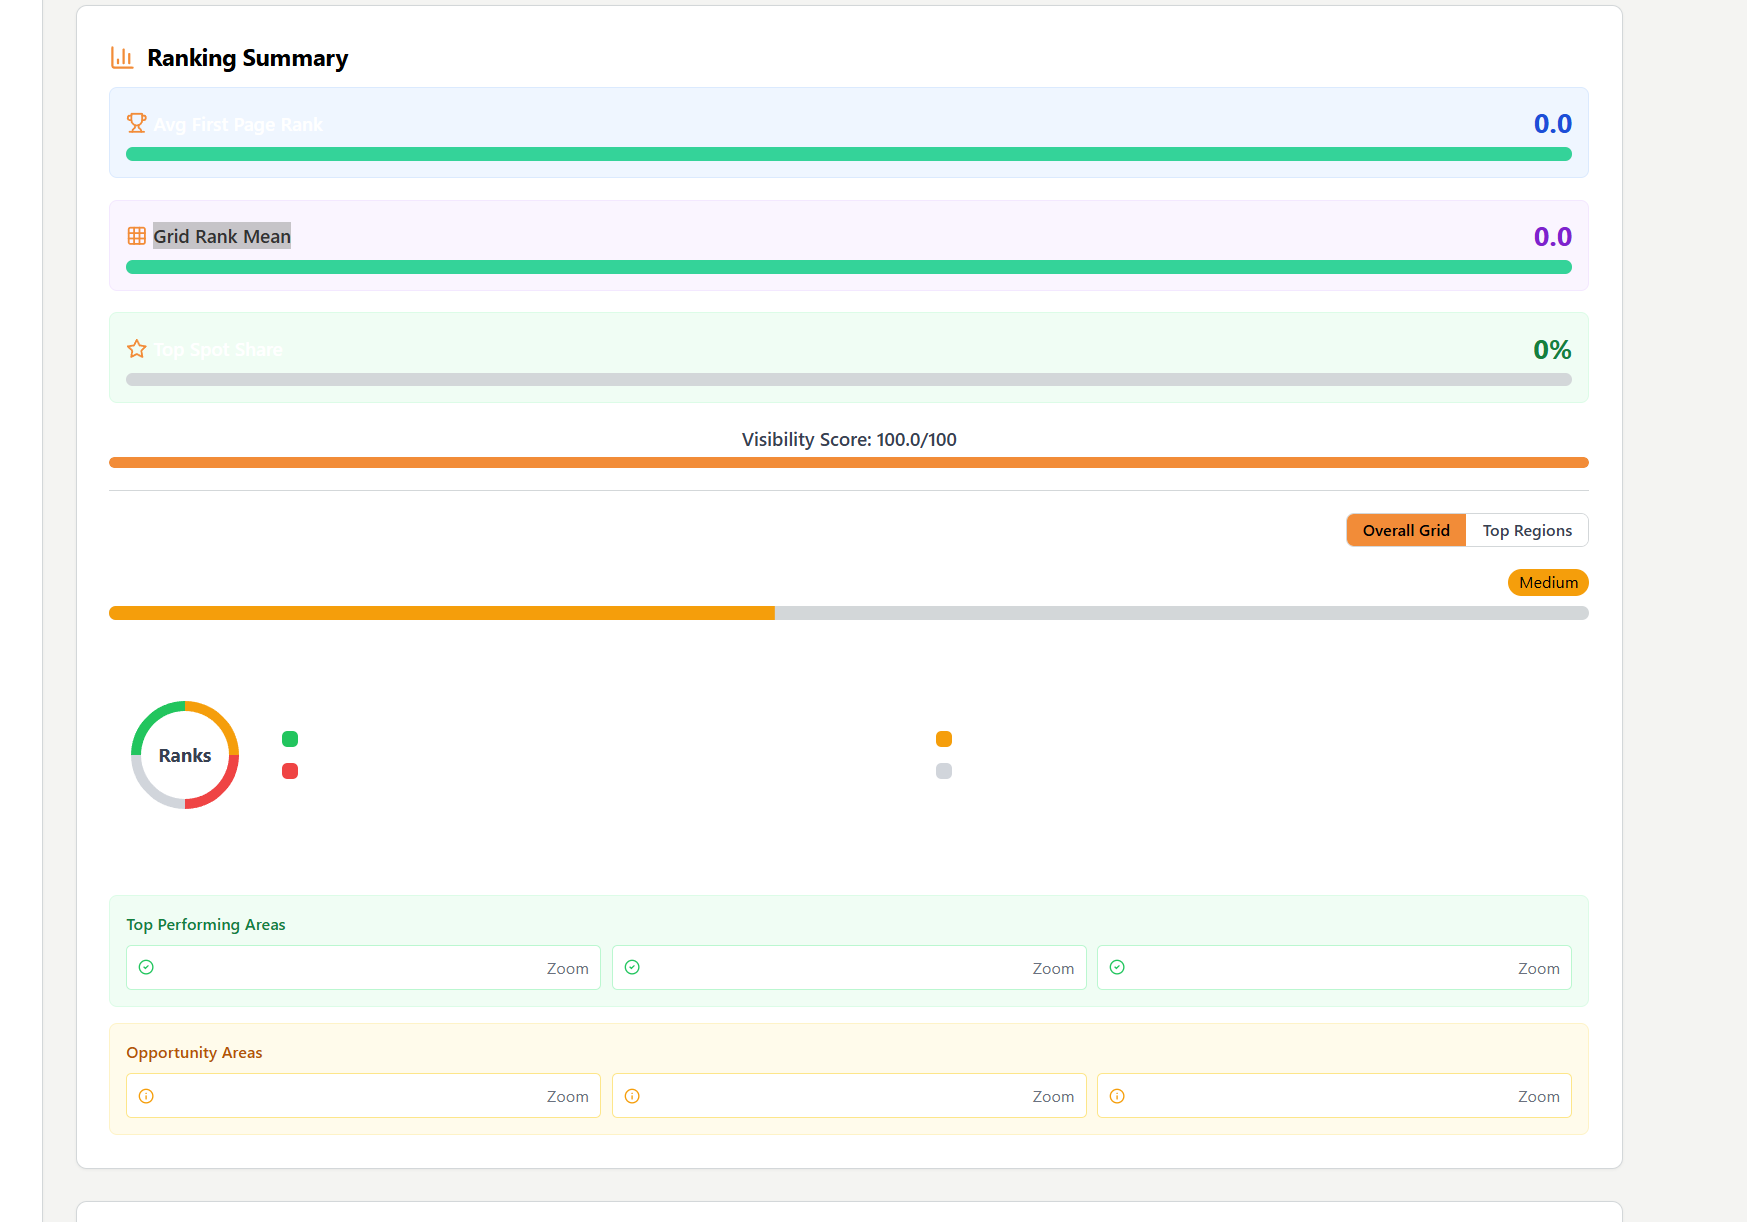 Ranking Summary
Avg First Page Rank
0.0
Grid Rank Mean
0.0
Top Spot Share
0%
Visibility Score: 100.0/100
Overall Grid
Top Regions
Medium
Ranks
Top Performing Areas
Zoom
Zoom
Zoom
Opportunity Areas
Zoom
Zoom
Zoom